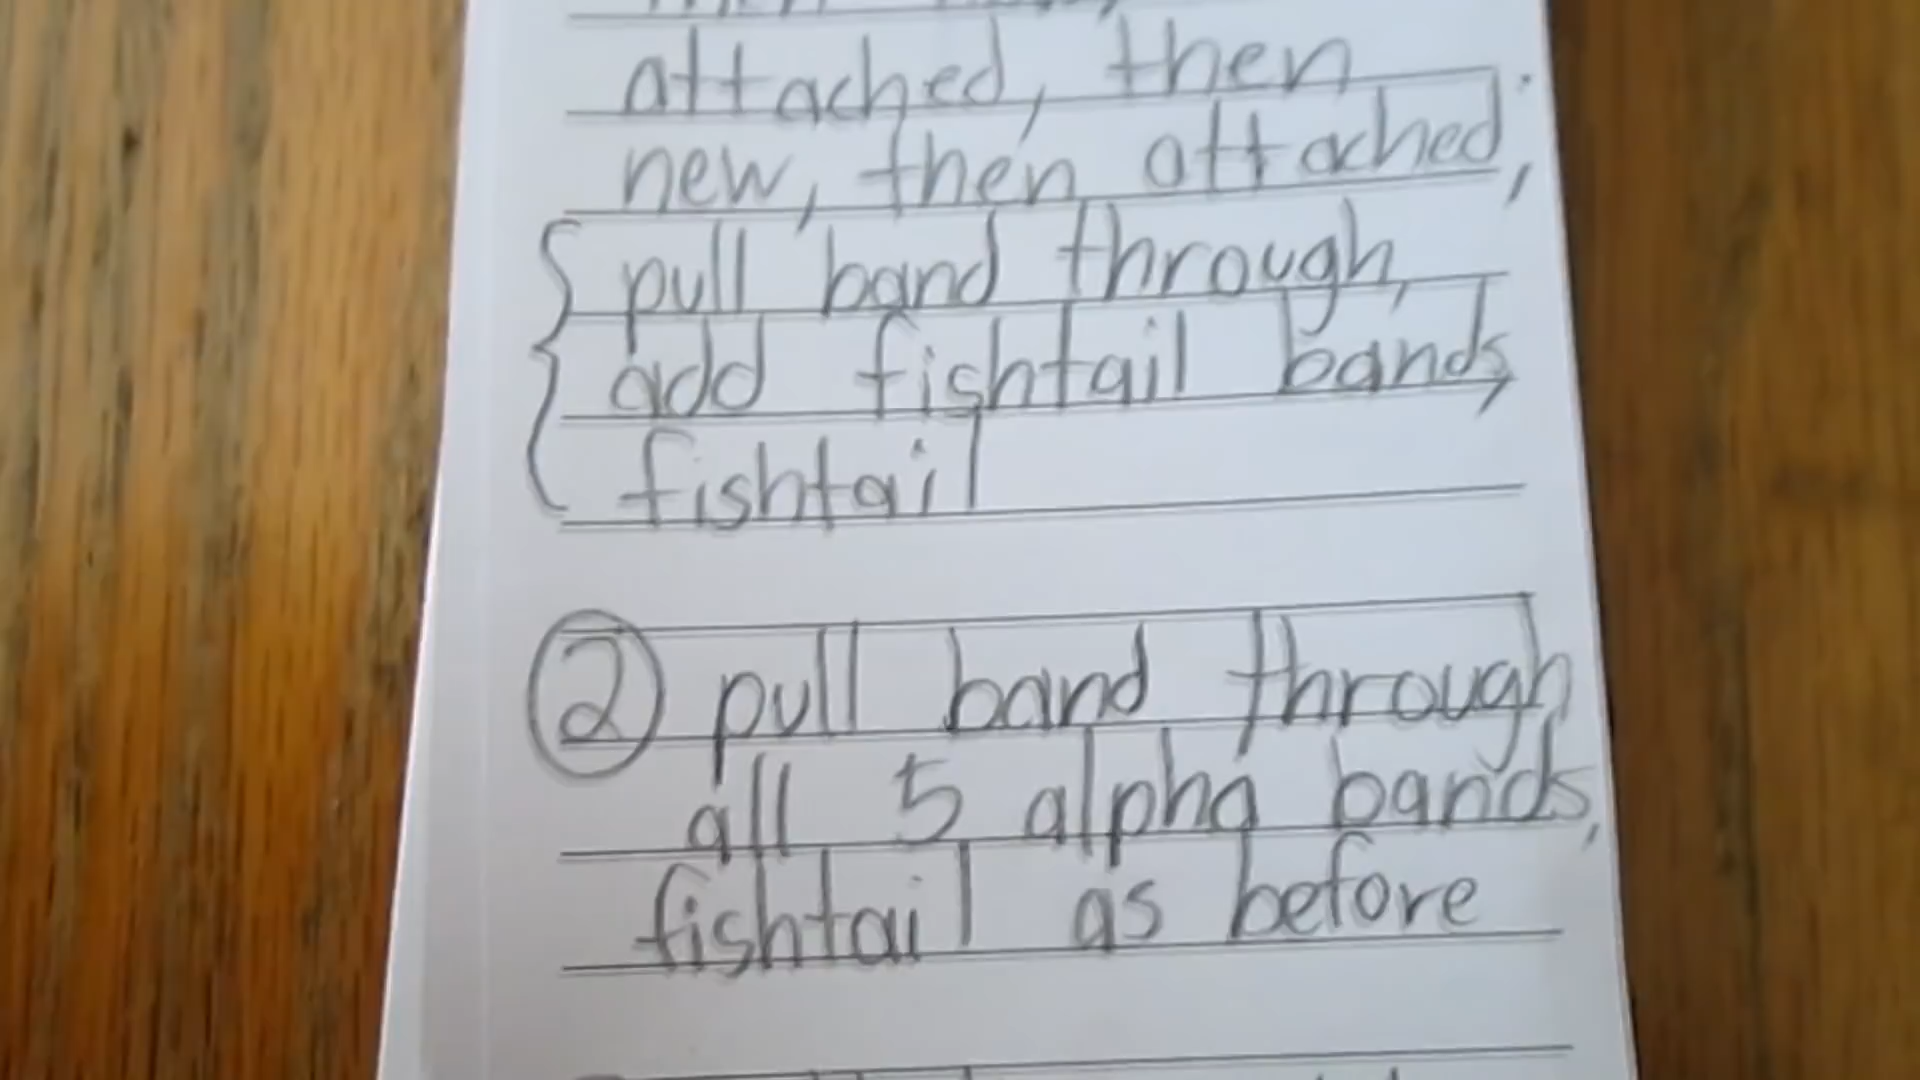 attached, then
new, then attached,
pull band through,
add fishtail bands,
fishtail
2 pull band through
all 5 alpha bands,
fishtail as before